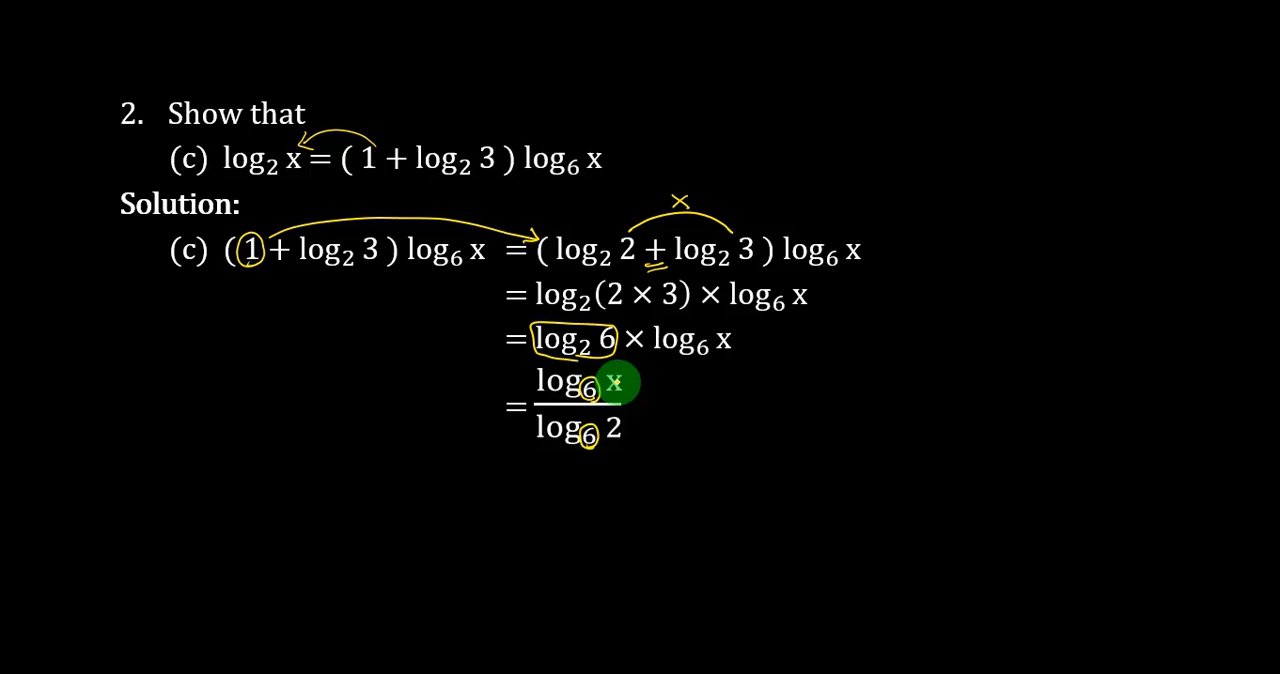 2. Show that
(c) log₂ x = ( 1 + log₂ 3 ) log₆ x
Solution:
x
(c) ( 1 + log₂ 3 ) log₆ x = ( log₂ 2 + log₂ 3 ) log₆ x
= log₂(2 × 3) × log₆ x
= log₂ 6 × log₆ x
log₆ x
=
log₆ 2